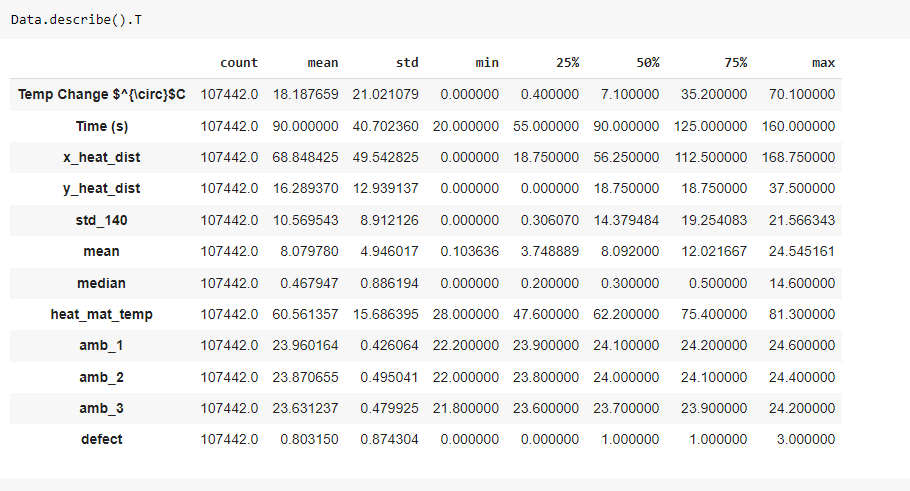 Data.describe().T
count mean std min 25% 50% 75% max
Temp Change $^{\circ}$C 107442.0 18.187659 21.021079 0.000000 0.400000 7.100000 35.200000 70.100000
Time (s) 107442.0 90.000000 40.702360 20.000000 55.000000 90.000000 125.000000 160.000000
x_heat_dist 107442.0 68.848425 49.542825 0.000000 18.750000 56.250000 112.500000 168.750000
y_heat_dist 107442.0 16.289370 12.939137 0.000000 0.000000 18.750000 18.750000 37.500000
std_140 107442.0 10.569543 8.912126 0.000000 0.306070 14.379484 19.254083 21.566343
mean 107442.0 8.079780 4.946017 0.103636 3.748889 8.092000 12.021667 24.545161
median 107442.0 0.467947 0.886194 0.000000 0.200000 0.300000 0.500000 14.600000
heat_mat_temp 107442.0 60.561357 15.686395 28.000000 47.600000 62.200000 75.400000 81.300000
amb_1 107442.0 23.960164 0.426064 22.200000 23.900000 24.100000 24.200000 24.600000
amb_2 107442.0 23.870655 0.495041 22.000000 23.800000 24.000000 24.100000 24.400000
amb_3 107442.0 23.631237 0.479925 21.800000 23.600000 23.700000 23.900000 24.200000
defect 107442.0 0.803150 0.874304 0.000000 0.000000 1.000000 1.000000 3.000000